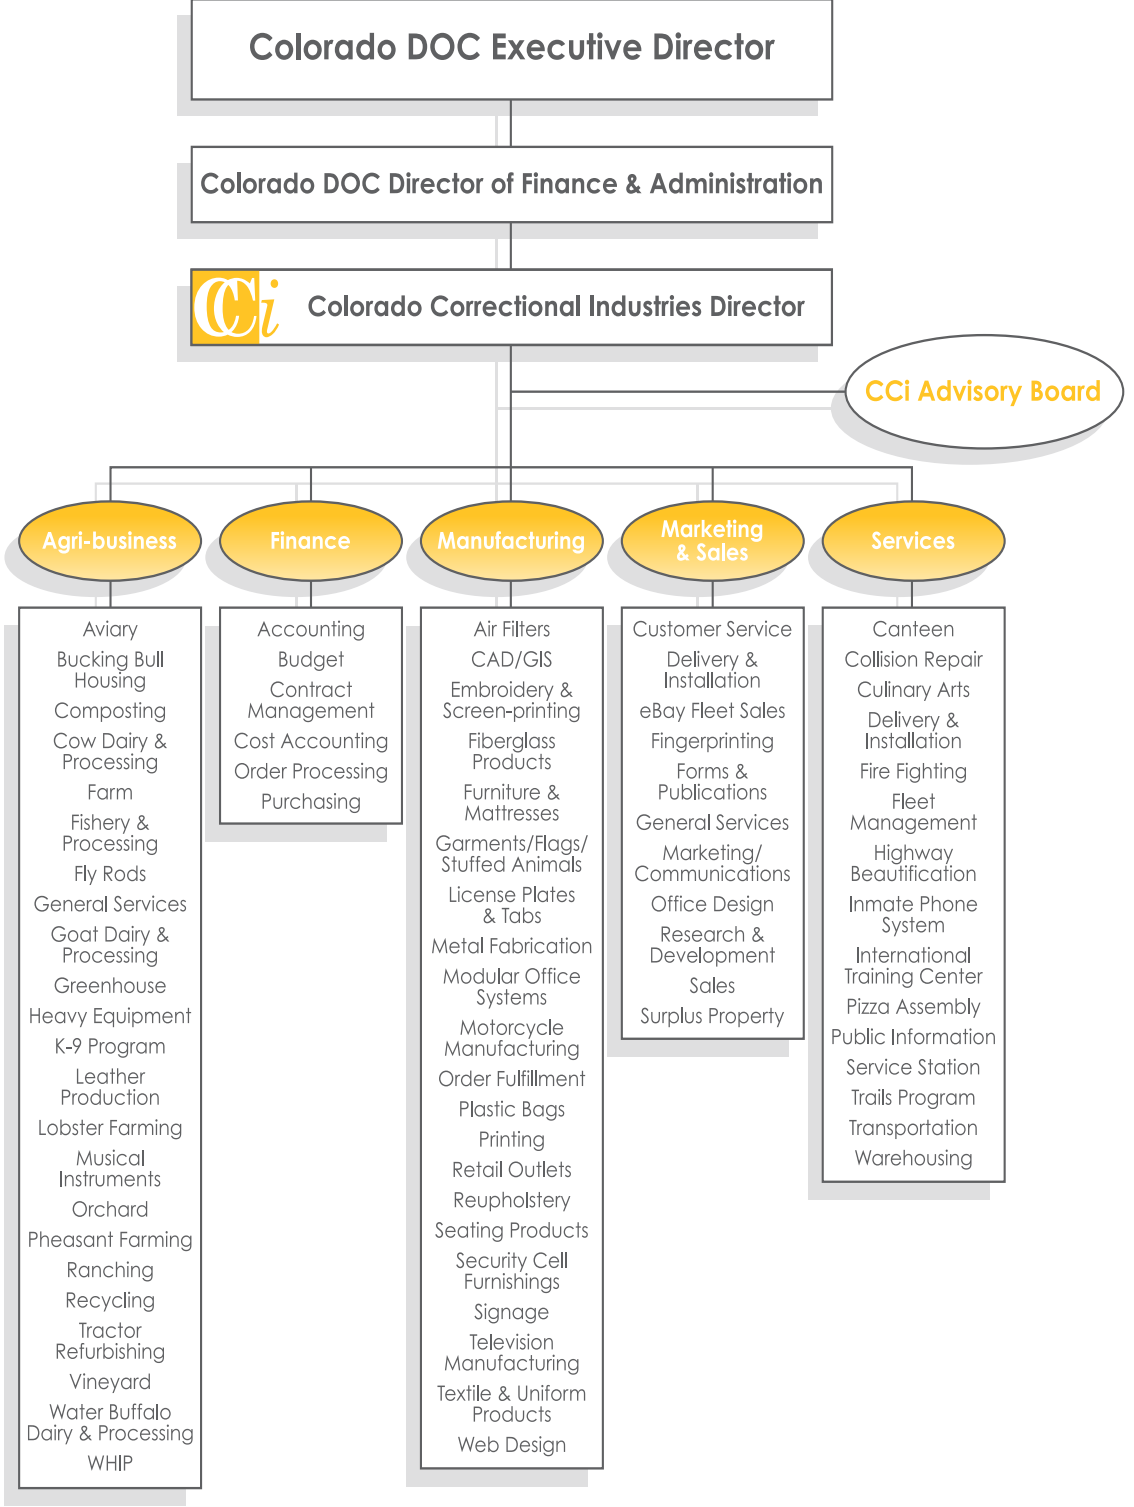 Colorado DOC Executive Director
Colorado DOC Director of Finance & Administration
CCi
Colorado Correctional Industries Director
CCi Advisory Board
Agri-business
Aviary
Bucking Bull
Housing
Composting
Cow Dairy &
Processing
Farm
Fishery &
Processing
Fly Rods
General Services
Goat Dairy &
Processing
Greenhouse
Heavy Equipment
K-9 Program
Leather
Production
Lobster Farming
Musical
Instruments
Orchard
Pheasant Farming
Ranching
Recycling
Tractor
Refurbishing
Vineyard
Water Buffalo
Dairy & Processing
WHIP
Finance
Accounting
Budget
Contract
Management
Cost Accounting
Order Processing
Purchasing
Manufacturing
Air Filters
CAD/GIS
Embroidery &
Screen-printing
Fiberglass
Products
Furniture &
Mattresses
Garments/Flags/
Stuffed Animals
License Plates
& Tabs
Metal Fabrication
Modular Office
Systems
Motorcycle
Manufacturing
Order Fulfillment
Plastic Bags
Printing
Retail Outlets
Reupholstery
Seating Products
Security Cell
Furnishings
Signage
Television
Manufacturing
Textile & Uniform
Products
Web Design
Marketing
& Sales
Customer Service
Delivery &
Installation
eBay Fleet Sales
Fingerprinting
Forms &
Publications
General Services
Marketing/
Communications
Office Design
Research &
Development
Sales
Surplus Property
Services
Canteen
Collision Repair
Culinary Arts
Delivery &
Installation
Fire Fighting
Fleet
Management
Highway
Beautification
Inmate Phone
System
International
Training Center
Pizza Assembly
Public Information
Service Station
Trails Program
Transportation
Warehousing